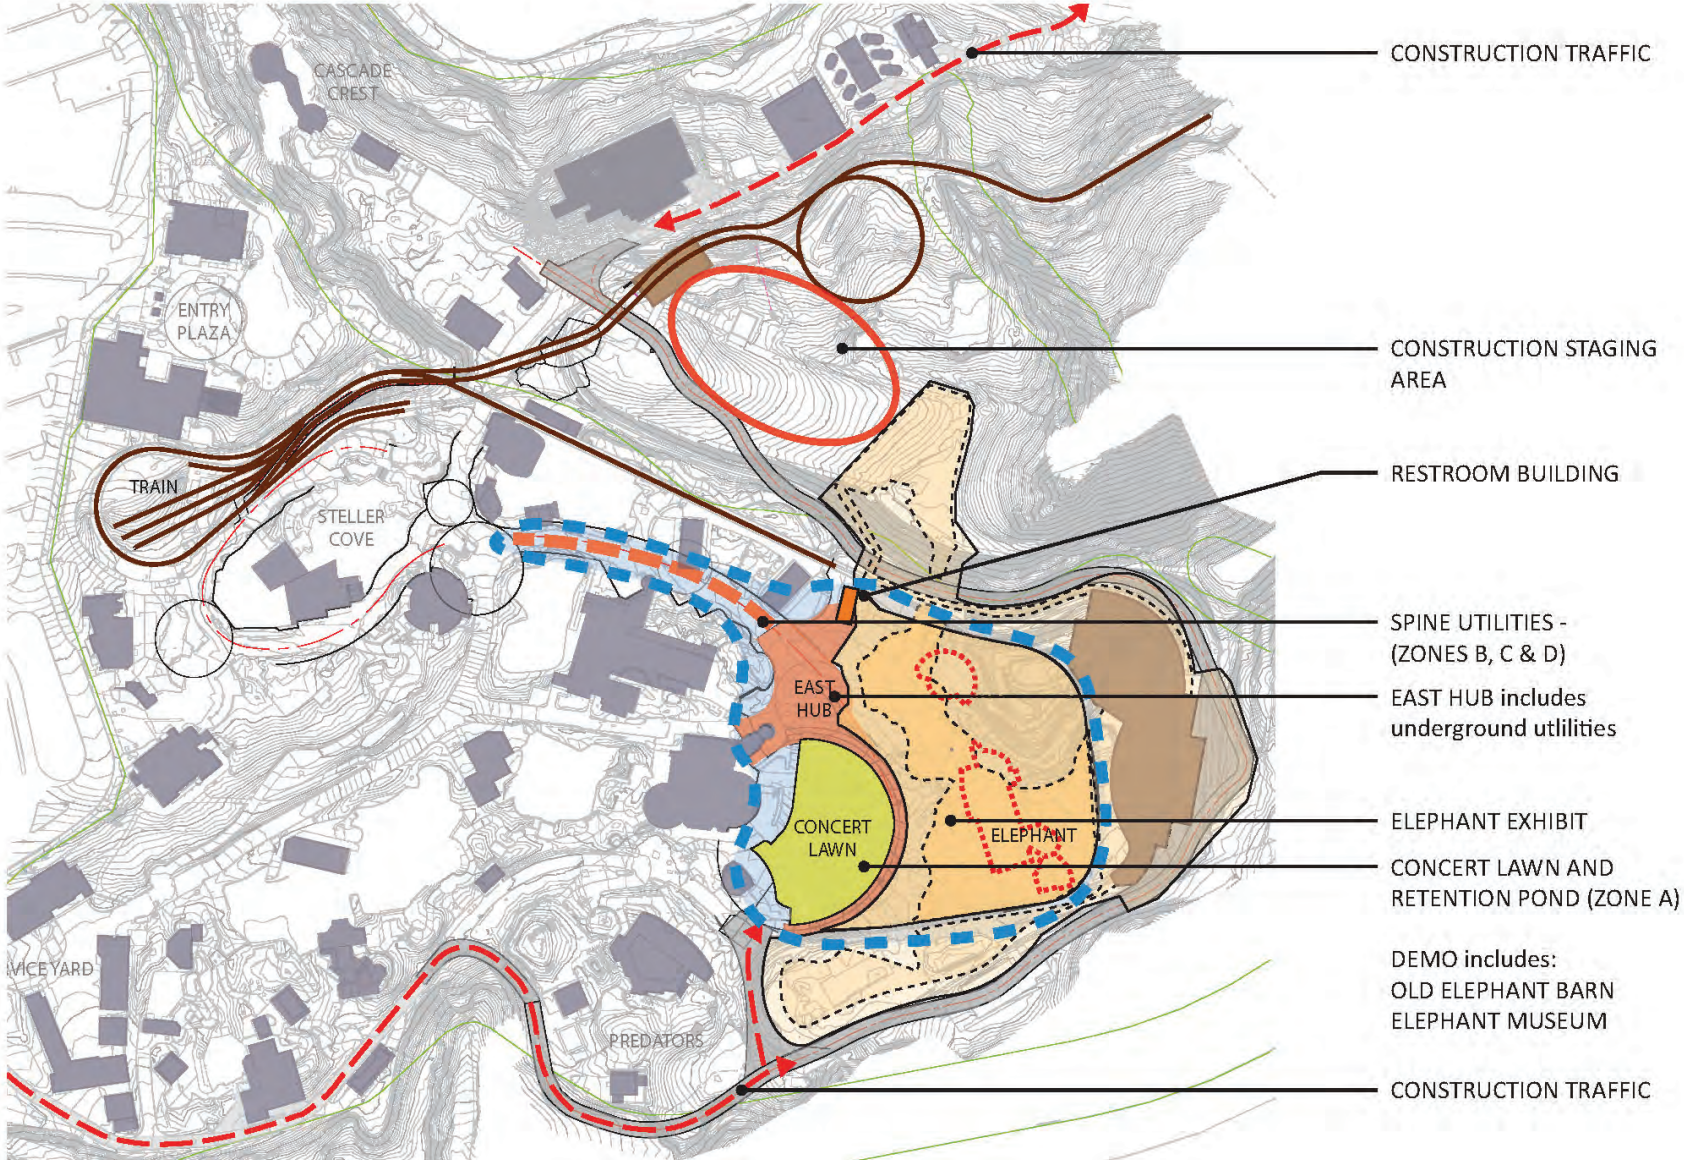 CONSTRUCTION TRAFFIC
CASCADE
CREST
ENTRY
PLAZA
CONSTRUCTION STAGING
AREA
RESTROOM BUILDING
TRAIN
STELLER
COVE
SPINE UTILITIES -
(ZONES B, C & D)
EAST
HUB
EAST HUB includes
underground utlilities
CONCERT
LAWN
ELEPHANT
ELEPHANT EXHIBIT
CONCERT LAWN AND
RETENTION POND (ZONE A)
VICE YARD
DEMO includes:
OLD ELEPHANT BARN
ELEPHANT MUSEUM
PREDATORS
CONSTRUCTION TRAFFIC